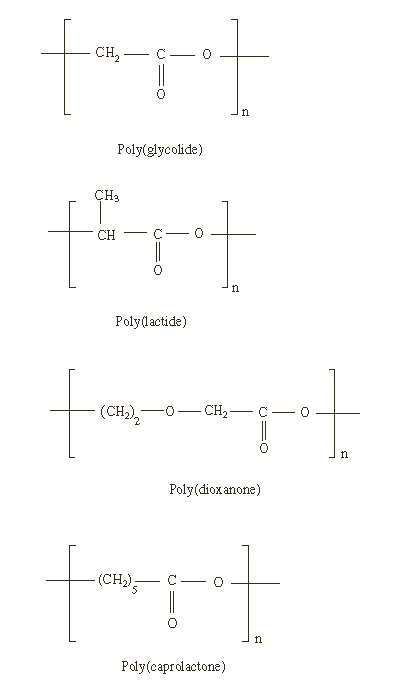 CH2 C O
O
n
Poly(glycolide)
CH3
CH C O
O
n
Poly(lactide)
(CH2)2 O CH2 C O
O
n
Poly(dioxanone)
(CH2)5 C O
O
n
Poly(caprolactone)